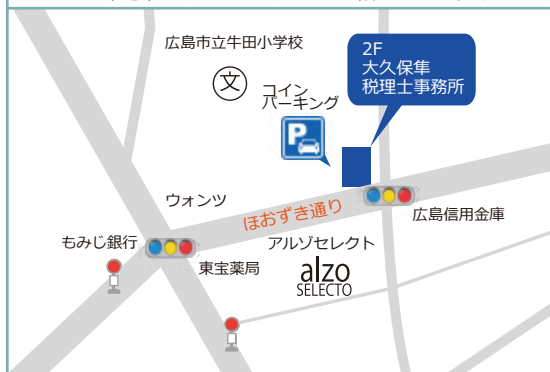 広島市立牛田小学校
文
コイン
パーキング
P
2F
大久保隼
税理士事務所
ウォンツ
ほおずき通り
広島信用金庫
もみじ銀行
東宝薬局
アルゾセレクト
alzo
SELECTO